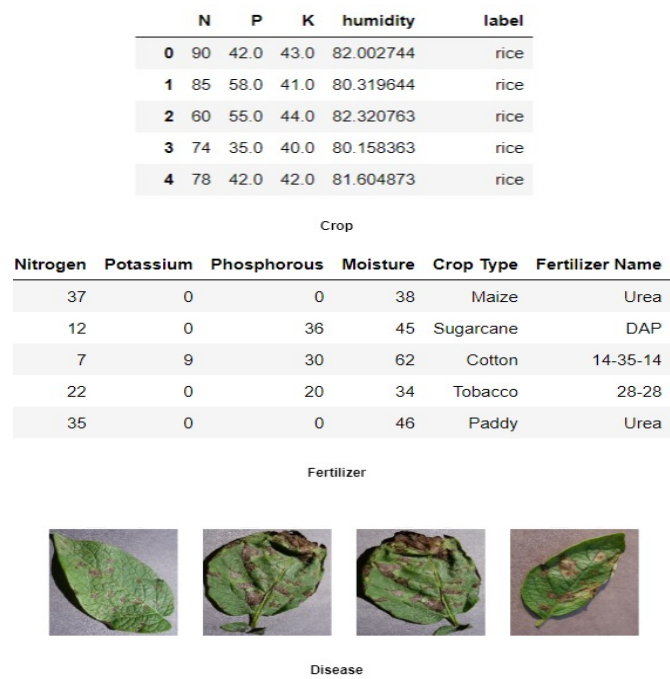 N P K humidity label
0 90 42.0 43.0 82.002744 rice
1 85 58.0 41.0 80.319644 rice
2 60 55.0 44.0 82.320763 rice
3 74 35.0 40.0 80.158363 rice
4 78 42.0 42.0 81.604873 rice
Crop
Nitrogen Potassium Phosphorous Moisture Crop Type Fertilizer Name
37 0 0 38 Maize Urea
12 0 36 45 Sugarcane DAP
7 9 30 62 Cotton 14-35-14
22 0 20 34 Tobacco 28-28
35 0 0 46 Paddy Urea
Fertilizer
Disease